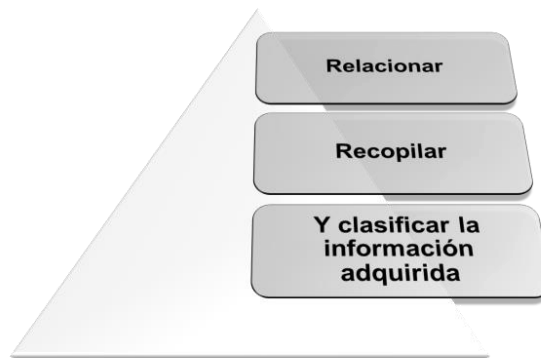 Relacionar
Recopilar
Y clasificar la
información
adquirida